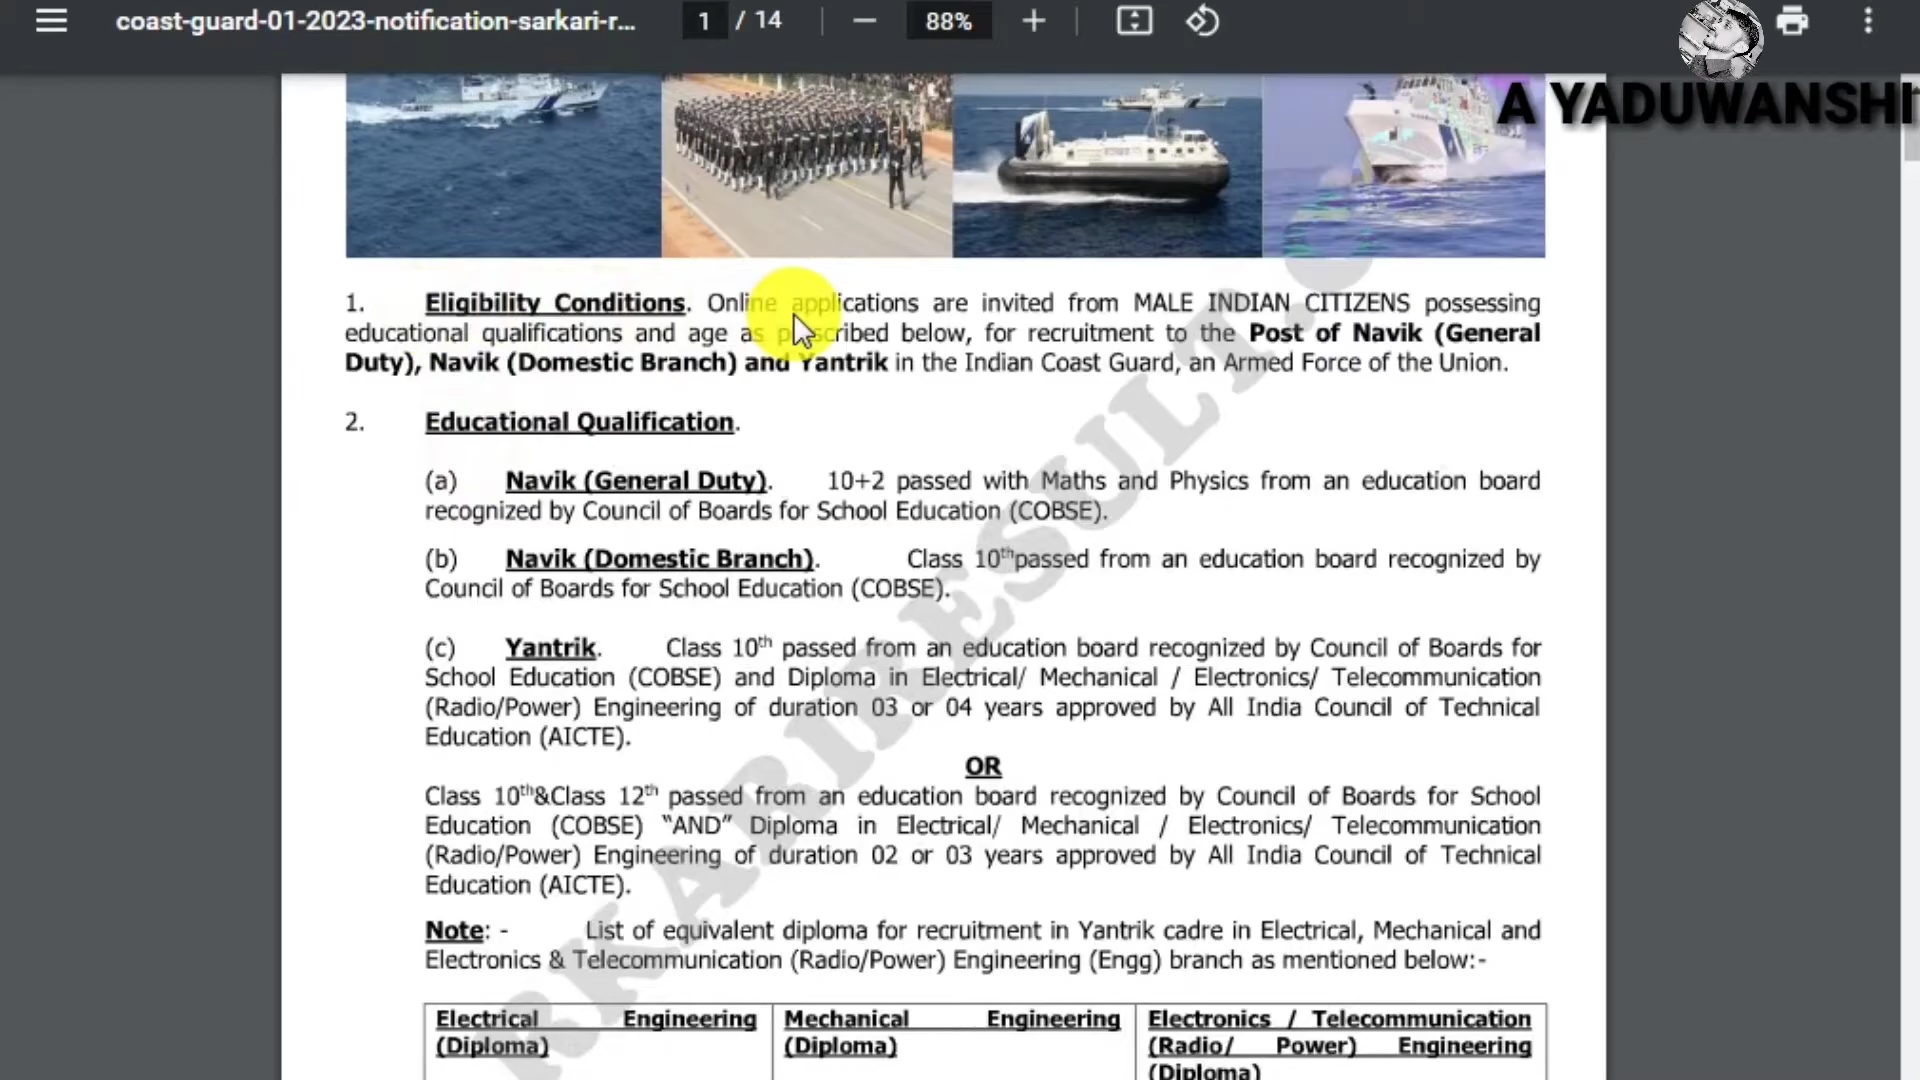 coast-guard-01-2023-notification-sarkari-r...
1 / 14
88%
A YADUWANSHI
1. Eligibility Conditions. Online applications are invited from MALE INDIAN CITIZENS possessing
educational qualifications and age as prescribed below, for recruitment to the Post of Navik (General
Duty), Navik (Domestic Branch) and Yantrik in the Indian Coast Guard, an Armed Force of the Union.
2. Educational Qualification.
(a) Navik (General Duty). 10+2 passed with Maths and Physics from an education board
recognized by Council of Boards for School Education (COBSE).
(b) Navik (Domestic Branch). Class 10thpassed from an education board recognized by
Council of Boards for School Education (COBSE).
(c) Yantrik. Class 10th passed from an education board recognized by Council of Boards for
School Education (COBSE) and Diploma in Electrical/ Mechanical / Electronics/ Telecommunication
(Radio/Power) Engineering of duration 03 or 04 years approved by All India Council of Technical
Education (AICTE).
OR
Class 10th&Class 12th passed from an education board recognized by Council of Boards for School
Education (COBSE) “AND” Diploma in Electrical/ Mechanical / Electronics/ Telecommunication
(Radio/Power) Engineering of duration 02 or 03 years approved by All India Council of Technical
Education (AICTE).
Note: - List of equivalent diploma for recruitment in Yantrik cadre in Electrical, Mechanical and
Electronics & Telecommunication (Radio/Power) Engineering (Engg) branch as mentioned below:-
Electrical Engineering
(Diploma)
Mechanical Engineering
(Diploma)
Electronics / Telecommunication
(Radio/ Power) Engineering
(Diploma)
RKARIRESULT.C